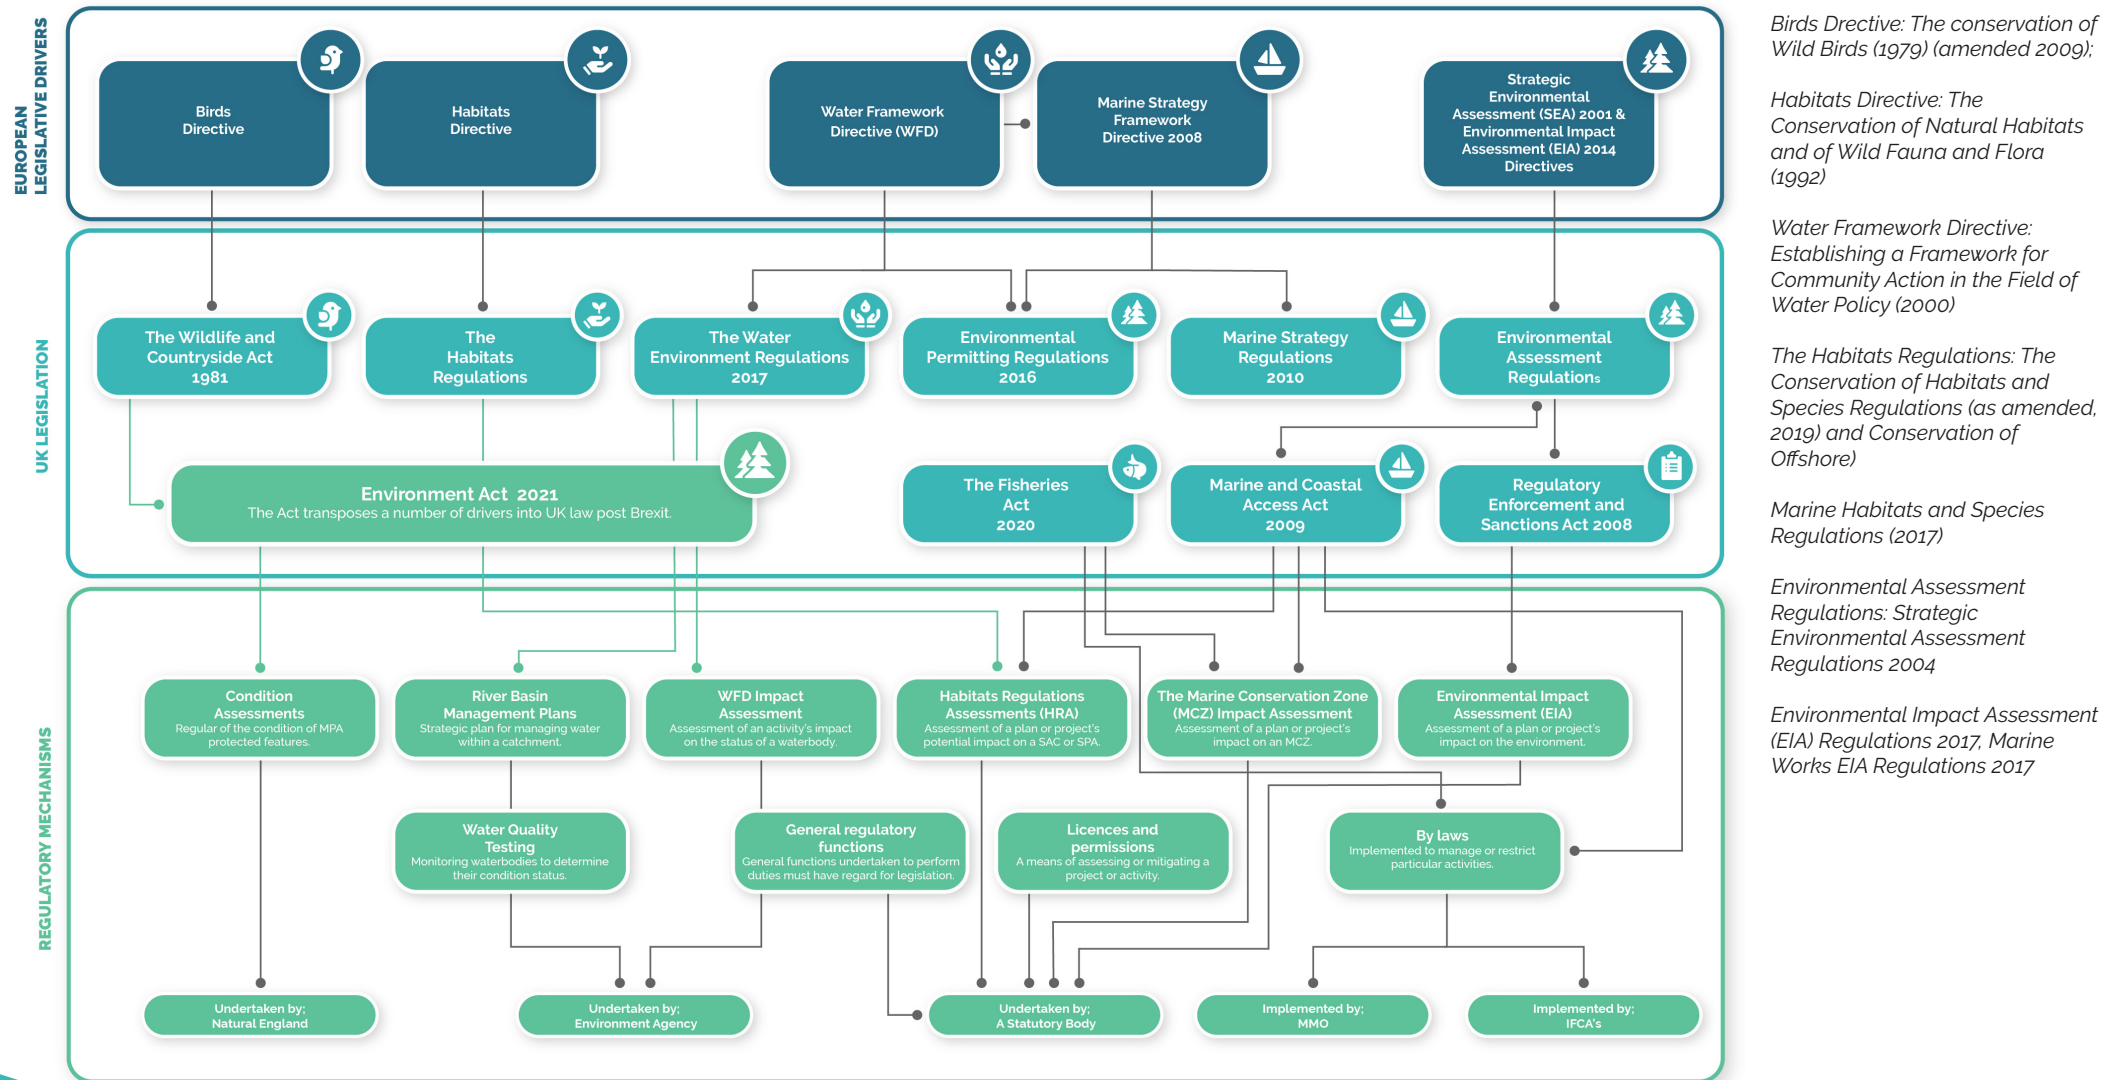 EUROPEAN
LEGISLATIVE DRIVERS
Birds
Directive
Habitats
Directive
Water Framework
Directive (WFD)
Marine Strategy
Framework
Directive 2008
Strategic
Environmental
Assessment (SEA) 2001 &
Environmental Impact
Assessment (EIA) 2014
Directives
UK LEGISLATION
The Wildlife and
Countryside Act
1981
The
Habitats
Regulations
The Water
Environment Regulations
2017
Environmental
Permitting Regulations
2016
Marine Strategy
Regulations
2010
Environmental
Assessment
Regulations
Environment Act 2021
The Act transposes a number of drivers into UK law post Brexit.
The Fisheries
Act
2020
Marine and Coastal
Access Act
2009
Regulatory
Enforcement and
Sanctions Act 2008
REGULATORY MECHANISMS
Condition
Assessments
Regular of the condition of MPA
protected features.
River Basin
Management Plans
Strategic plan for managing water
within a catchment.
WFD Impact
Assessment
Assessment of an activity's impact
on the status of a waterbody.
Habitats Regulations
Assessments (HRA)
Assessment of a plan or project's
potential impact on a SAC or SPA.
The Marine Conservation Zone
(MCZ) Impact Assessment
Assessment of a plan or project's
impact on an MCZ.
Environmental Impact
Assessment (EIA)
Assessment of a plan or project's
impact on the environment.
Water Quality
Testing
Monitoring waterbodies to determine
their condition status.
General regulatory
functions
General functions undertaken to perform
duties must have regard for legislation.
Licences and
permissions
A means of assessing or mitigating a
project or activity.
By laws
Implemented to manage or restrict
particular activities.
Undertaken by;
Natural England
Undertaken by;
Environment Agency
Undertaken by;
A Statutory Body
Implemented by;
MMO
Implemented by;
IFCA's
Birds Drective: The conservation of
Wild Birds (1979) (amended 2009);
Habitats Directive: The
Conservation of Natural Habitats
and of Wild Fauna and Flora
(1992)
Water Framework Directive:
Establishing a Framework for
Community Action in the Field of
Water Policy (2000)
The Habitats Regulations: The
Conservation of Habitats and
Species Regulations (as amended,
2019) and Conservation of
Offshore)
Marine Habitats and Species
Regulations (2017)
Environmental Assessment
Regulations: Strategic
Environmental Assessment
Regulations 2004
Environmental Impact Assessment
(EIA) Regulations 2017, Marine
Works EIA Regulations 2017